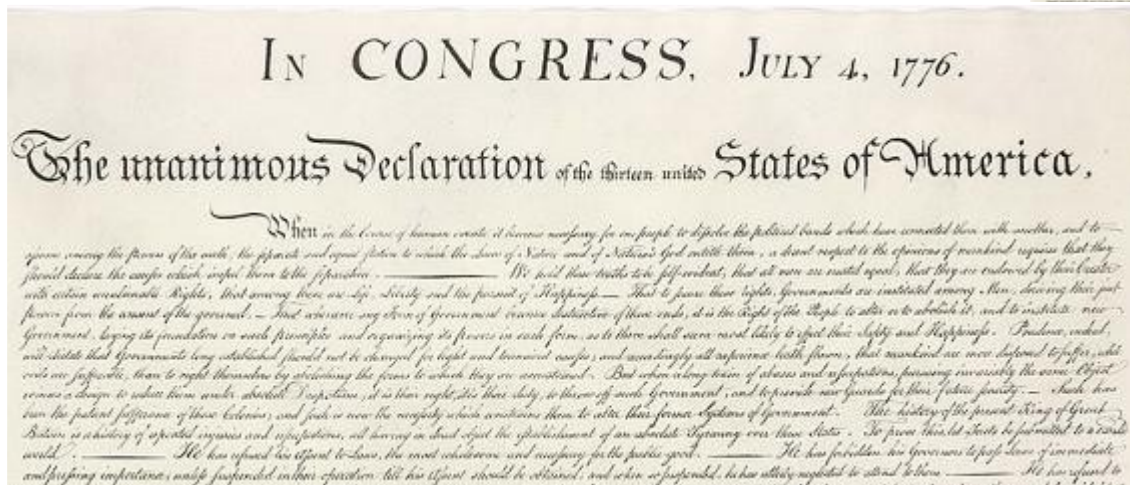 In CONGRESS, July 4, 1776.
The unanimous Declaration of the thirteen united States of America,
When in the Course of human events it becomes necessary for one people to dissolve the political bands which have connected them with another, and to
assume among the powers of the earth, the separate and equal station to which the Laws of Nature and of Nature's God entitle them, a decent respect to the opinions of mankind requires that they
should declare the causes which impel them to the separation. We hold these truths to be self-evident, that all men are created equal, that they are endowed by their Creator
with certain unalienable Rights, that among these are Life, Liberty and the pursuit of Happiness. — That to secure these rights, Governments are instituted among Men, deriving their just
powers from the consent of the governed, — That whenever any Form of Government becomes destructive of these ends, it is the Right of the People to alter or to abolish it, and to institute new
Government, laying its foundation on such principles and organizing its powers in such form, as to them shall seem most likely to effect their Safety and Happiness. Prudence, indeed,
will dictate that Governments long established should not be changed for light and transient causes; and accordingly all experience hath shewn, that mankind are more disposed to suffer, while
evils are sufferable, than to right themselves by abolishing the forms to which they are accustomed. But when a long train of abuses and usurpations, pursuing invariably the same Object
evinces a design to reduce them under absolute Despotism, it is their right, it is their duty, to throw off such Government, and to provide new Guards for their future security. — Such has
been the patient sufferance of these Colonies; and such is now the necessity which constrains them to alter their former Systems of Government. The history of the present King of Great
Britain is a history of repeated injuries and usurpations, all having in direct object the establishment of an absolute Tyranny over these States. To prove this, let Facts be submitted to a candid
world. He has refused his Assent to Laws, the most wholesome and necessary for the public good. He has forbidden his Governors to pass Laws of immediate
and pressing importance, unless suspended in their operation till his Assent should be obtained; and when so suspended, he has utterly neglected to attend to them. He has refused to